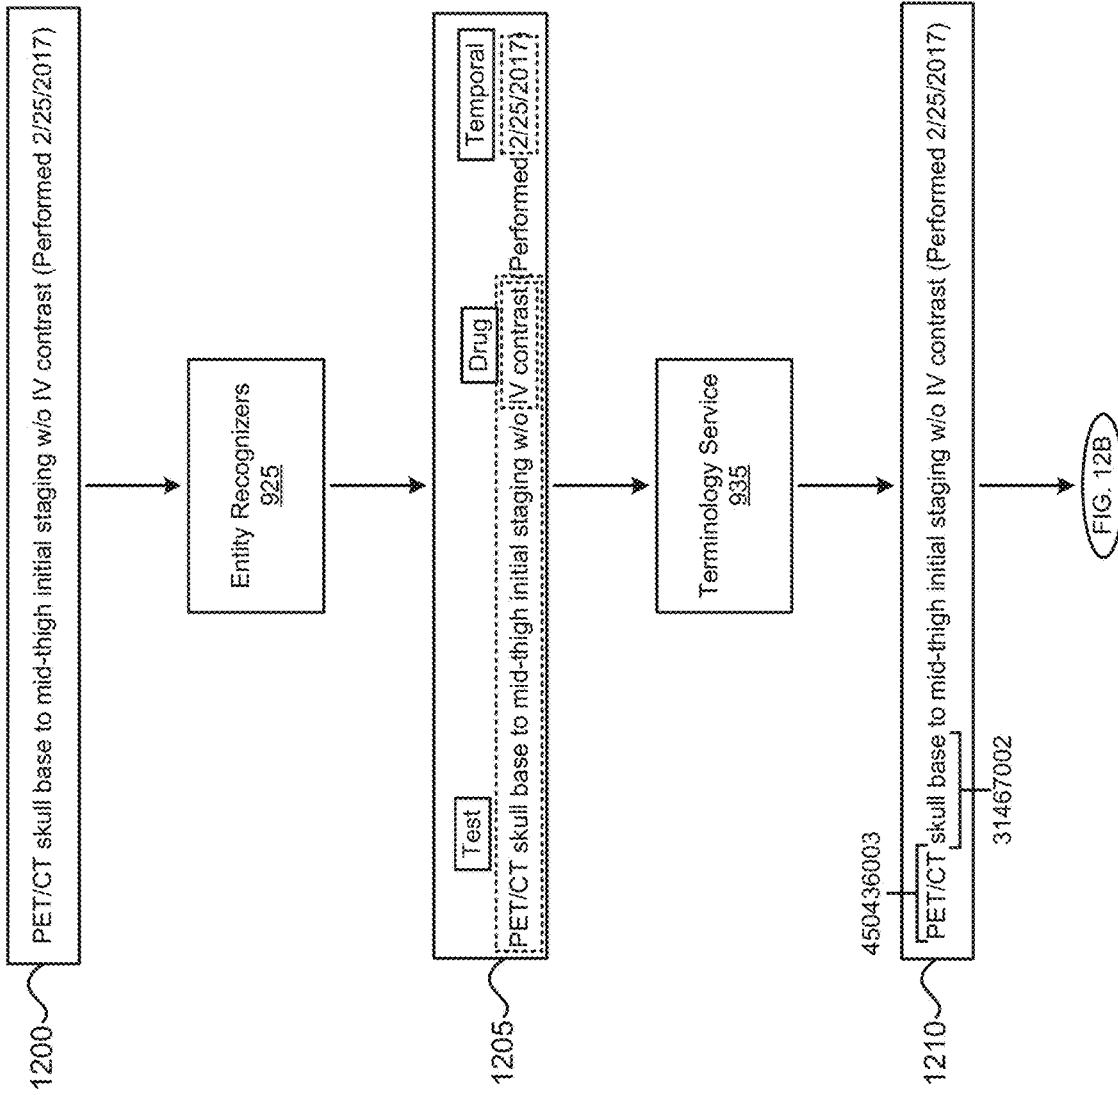 1200
PET/CT skull base to mid-thigh initial staging w/o IV contrast (Performed 2/25/2017)
Entity Recognizers
925
Test
Drug
Temporal
1205
PET/CT skull base to mid-thigh initial staging w/o IV contrast (Performed 2/25/2017)
Terminology Service
935
450436003
1210
PET/CT skull base to mid-thigh initial staging w/o IV contrast (Performed 2/25/2017)
31467002
FIG. 12B